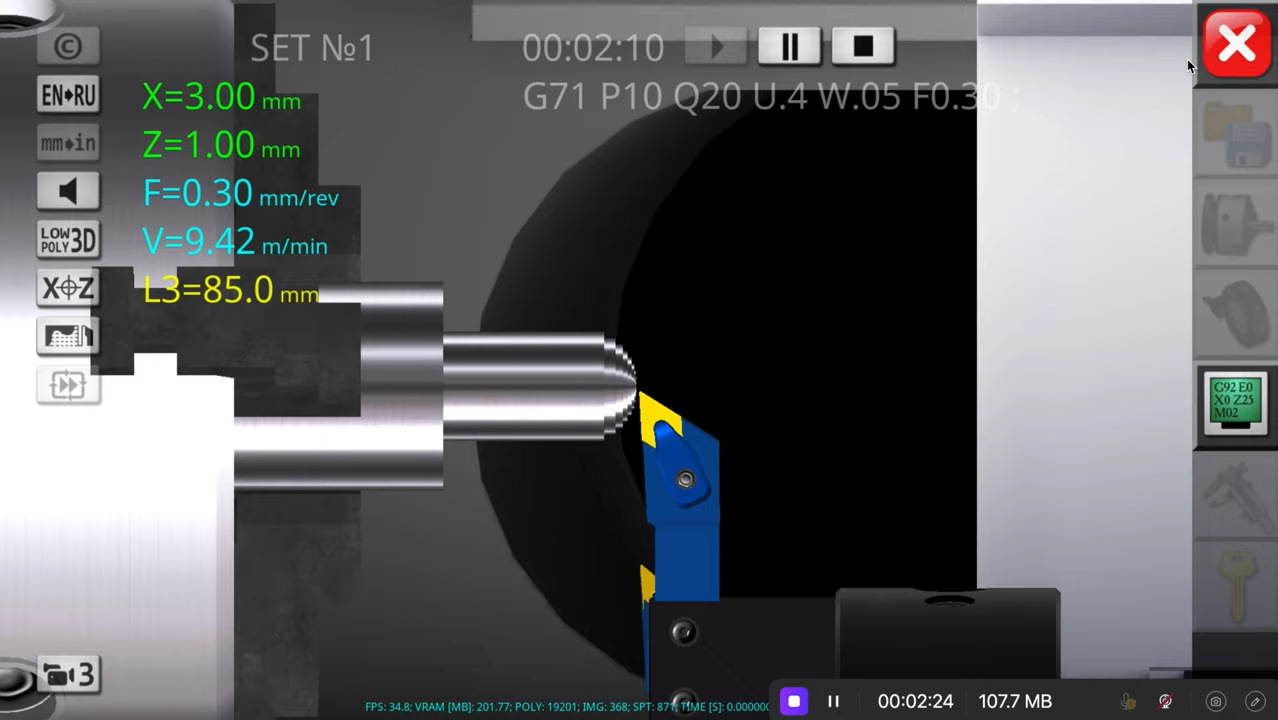 ©
SET №1
00:02:10
EN→RU
X=3.00 mm
G71 P10 Q20 U.4 W.05 F0.30 ;
mm→in
Z=1.00 mm
F=0.30 mm/rev
LOW POLY 3D
V=9.42 m/min
X Z
L3=85.0 mm
G92 E0
X0 Z25
M02
3
00:02:24
107.7 MB
FPS: 34.8; VRAM [MB]: 201.77; POLY: 19201; IMG: 368; SPT: 871; TIME [S]: 0.000000